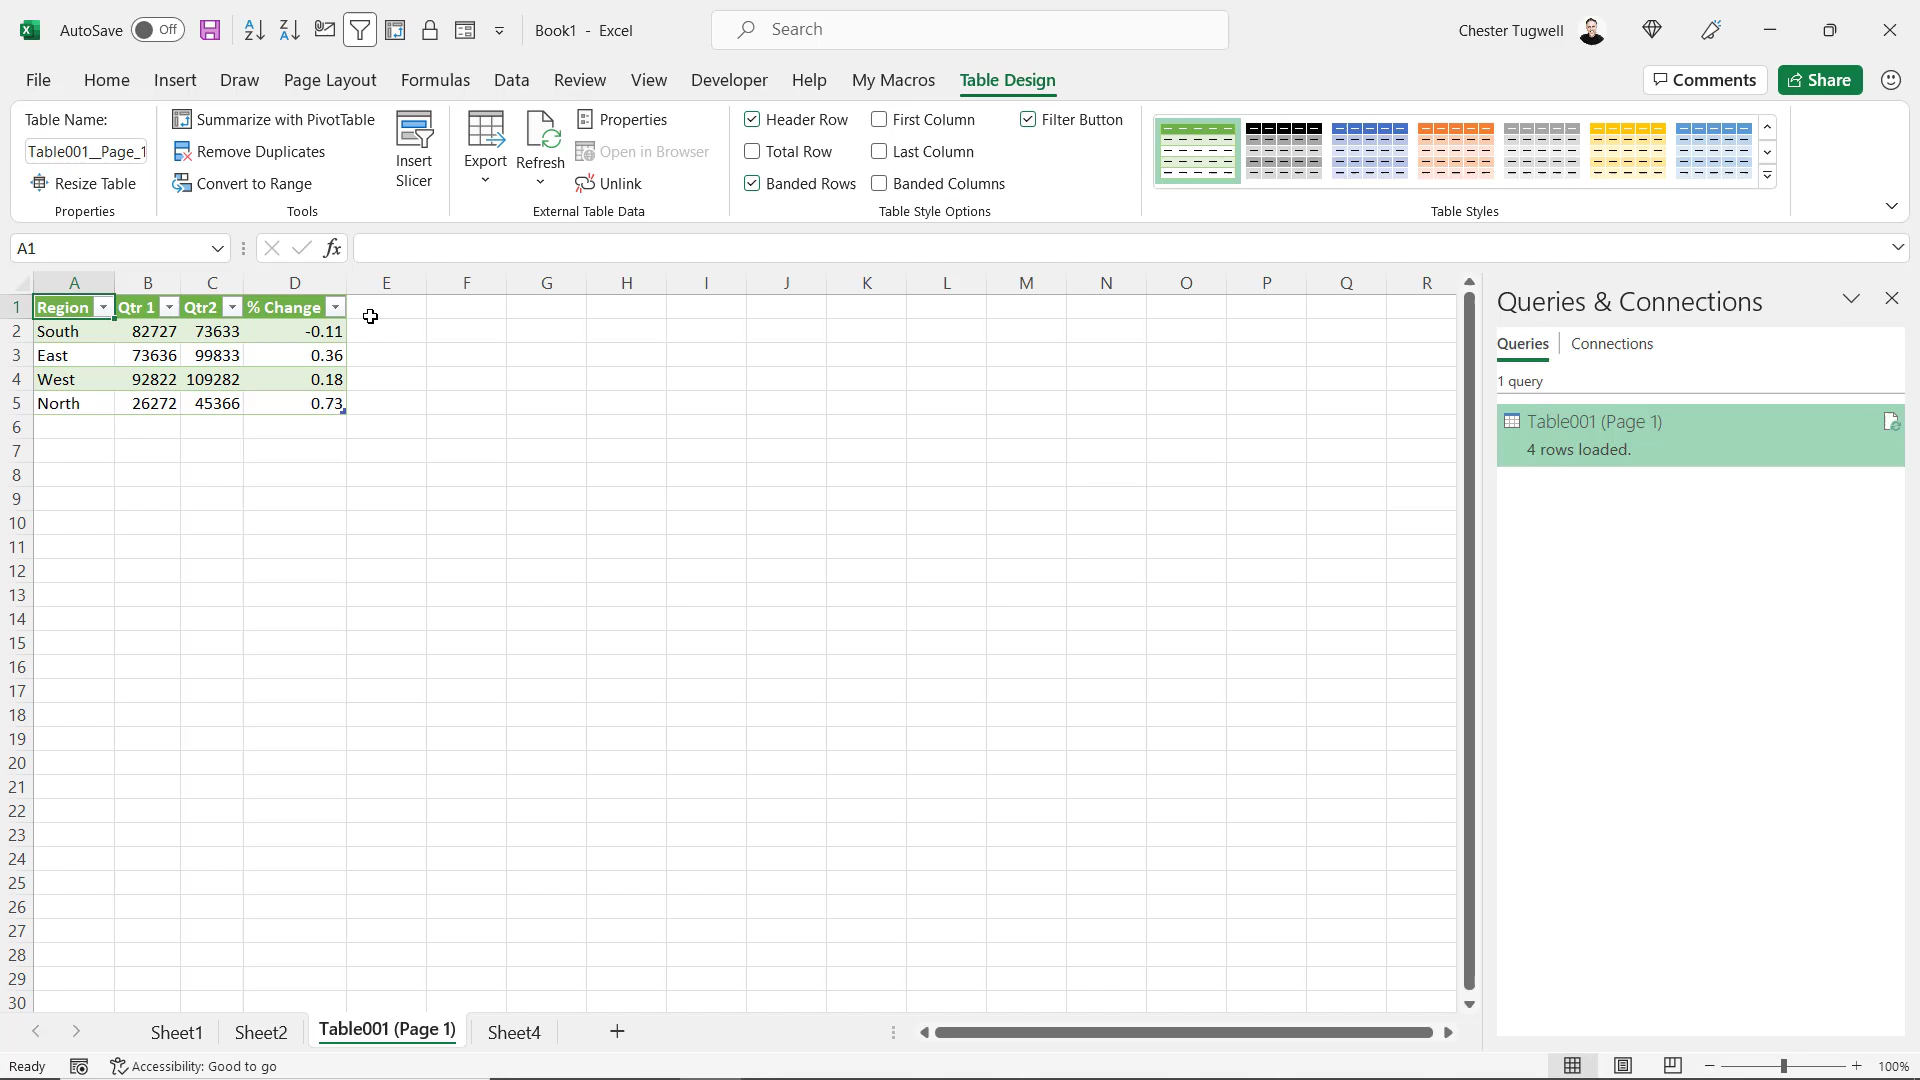 AutoSave Off Book1 - Excel Search Chester Tugwell
File Home Insert Draw Page Layout Formulas Data Review View Developer Help My Macros Table Design Comments Share
Table Name:
Table001__Page_1
Resize Table
Properties
Summarize with PivotTable
Remove Duplicates
Convert to Range
Insert
Slicer
Tools
Export
Refresh
Properties
Open in Browser
Unlink
External Table Data
Header Row
Total Row
Banded Rows
First Column
Last Column
Banded Columns
Filter Button
Table Style Options
Table Styles
A1 fx
A B C D E F G H I J K L M N O P Q R
1 Region Qtr 1 Qtr2 % Change
2 South 82727 73633 -0.11
3 East 73636 99833 0.36
4 West 92822 109282 0.18
5 North 26272 45366 0.73
6
7
8
9
10
11
12
13
14
15
16
17
18
19
20
21
22
23
24
25
26
27
28
29
30
Queries & Connections
Queries Connections
1 query
Table001 (Page 1)
4 rows loaded.
Sheet1 Sheet2 Table001 (Page 1) Sheet4
Ready Accessibility: Good to go 100%